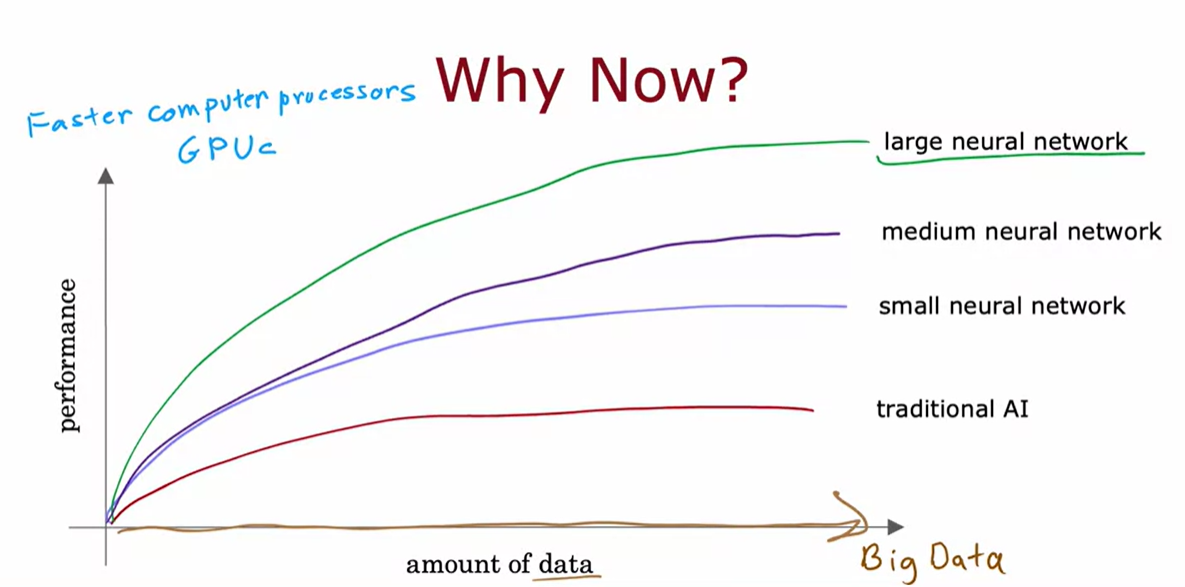 Why Now?
Faster computer processors
GPUs
large neural network
medium neural network
small neural network
traditional AI
performance
amount of data
Big Data